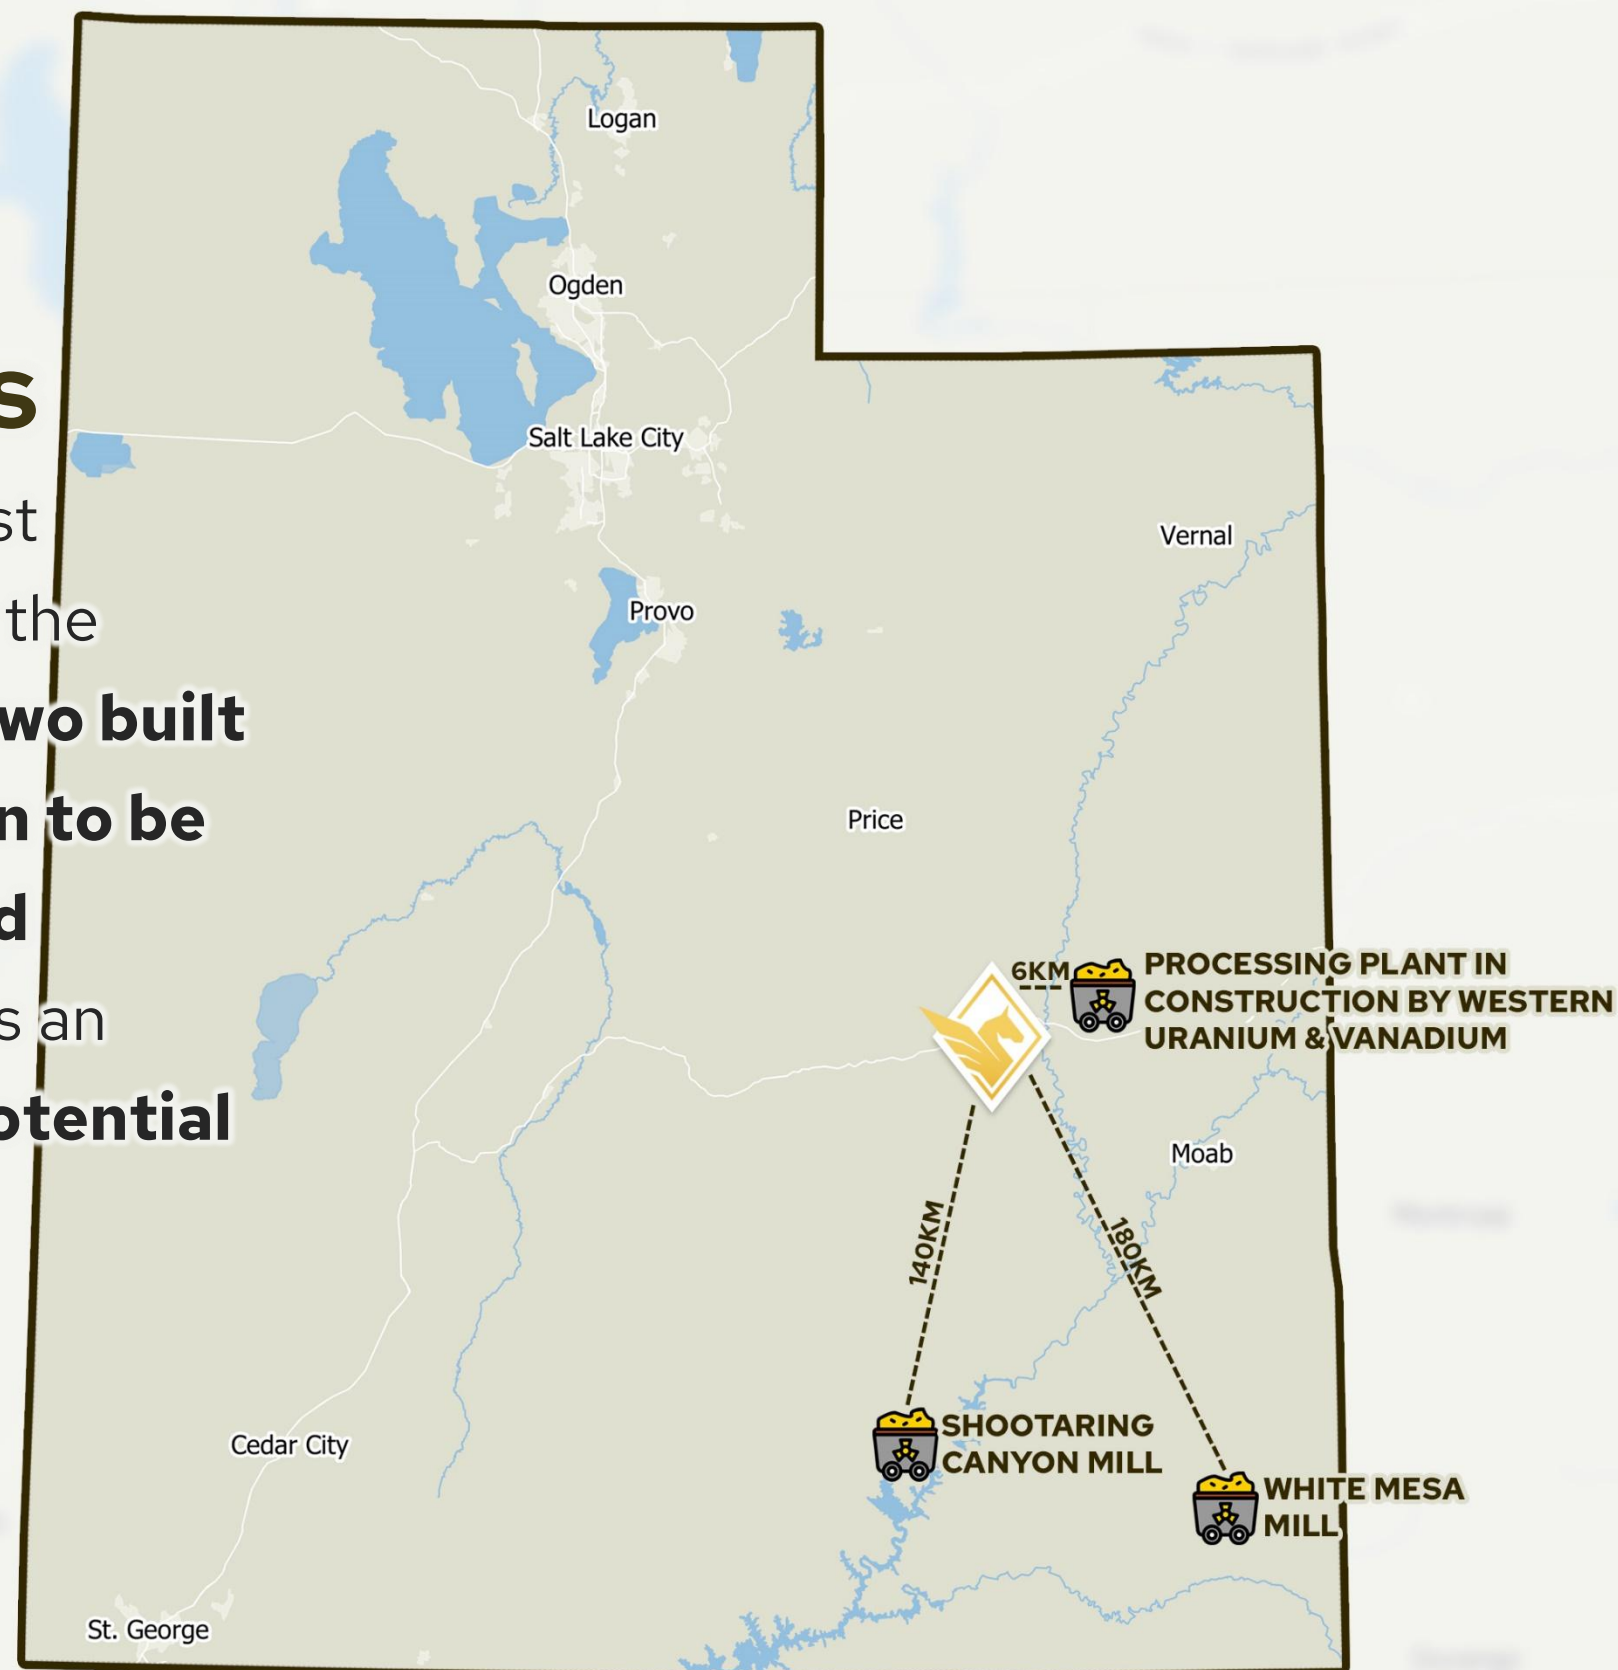 Logan
Ogden
s
Salt Lake City
st
Vernal
the
Provo
wo built
n to be
Price
d
6KM
PROCESSING PLANT IN
CONSTRUCTION BY WESTERN
URANIUM & VANADIUM
s an
otential
Moab
140KM
180KM
SHOOTARING
CANYON MILL
Cedar City
WHITE MESA
MILL
St. George